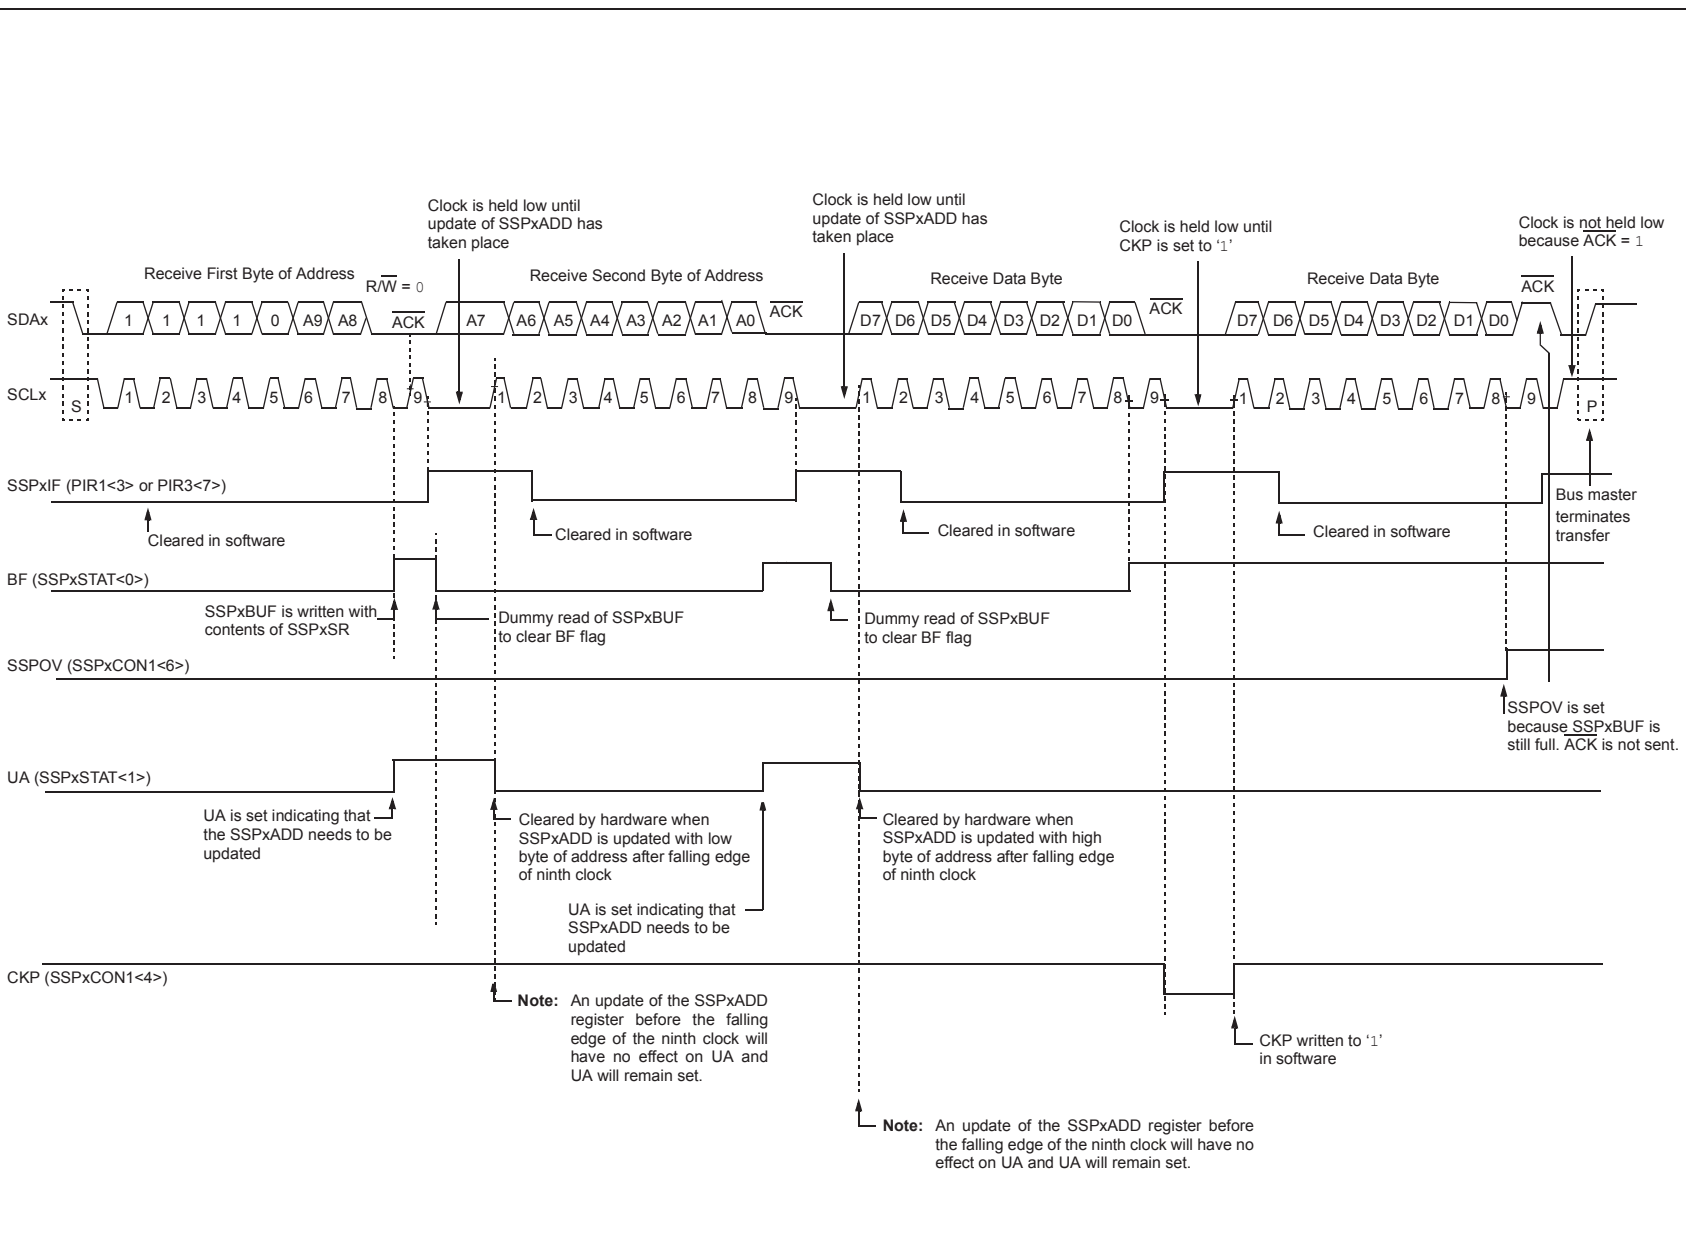 Clock is held low until
update of SSPxADD has
taken place
Clock is held low until
update of SSPxADD has
taken place
Clock is held low until
CKP is set to ‘1’
Clock is not held low
because ACK = 1
Receive First Byte of Address
R/W = 0
Receive Second Byte of Address
Receive Data Byte
Receive Data Byte
SDAx
1 1 1 1 0 A9 A8 ACK A7 A6 A5 A4 A3 A2 A1 A0 ACK D7 D6 D5 D4 D3 D2 D1 D0 ACK D7 D6 D5 D4 D3 D2 D1 D0 ACK
SCLx
S 1 2 3 4 5 6 7 8 9 1 2 3 4 5 6 7 8 9 1 2 3 4 5 6 7 8 9 1 2 3 4 5 6 7 8 9 P
SSPxIF (PIR1<3> or PIR3<7>)
Cleared in software
Cleared in software
Cleared in software
Cleared in software
Bus master
terminates
transfer
BF (SSPxSTAT<0>)
SSPxBUF is written with
contents of SSPxSR
Dummy read of SSPxBUF
to clear BF flag
Dummy read of SSPxBUF
to clear BF flag
SSPOV (SSPxCON1<6>)
SSPOV is set
because SSPxBUF is
still full. ACK is not sent.
UA (SSPxSTAT<1>)
UA is set indicating that
the SSPxADD needs to be
updated
Cleared by hardware when
SSPxADD is updated with low
byte of address after falling edge
of ninth clock
UA is set indicating that
SSPxADD needs to be
updated
Cleared by hardware when
SSPxADD is updated with high
byte of address after falling edge
of ninth clock
CKP (SSPxCON1<4>)
Note: An update of the SSPxADD
register before the falling
edge of the ninth clock will
have no effect on UA and
UA will remain set.
CKP written to ‘1’
in software
Note: An update of the SSPxADD register before
the falling edge of the ninth clock will have no
effect on UA and UA will remain set.